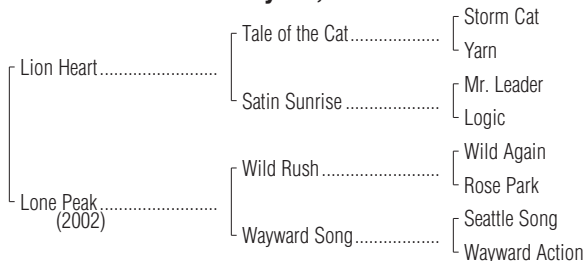 Storm Cat
Tale of the Cat
Yarn
Lion Heart
Mr. Leader
Satin Sunrise
Logic
Wild Again
Wild Rush
Rose Park
Lone Peak
(2002)
Seattle Song
Wayward Song
Wayward Action